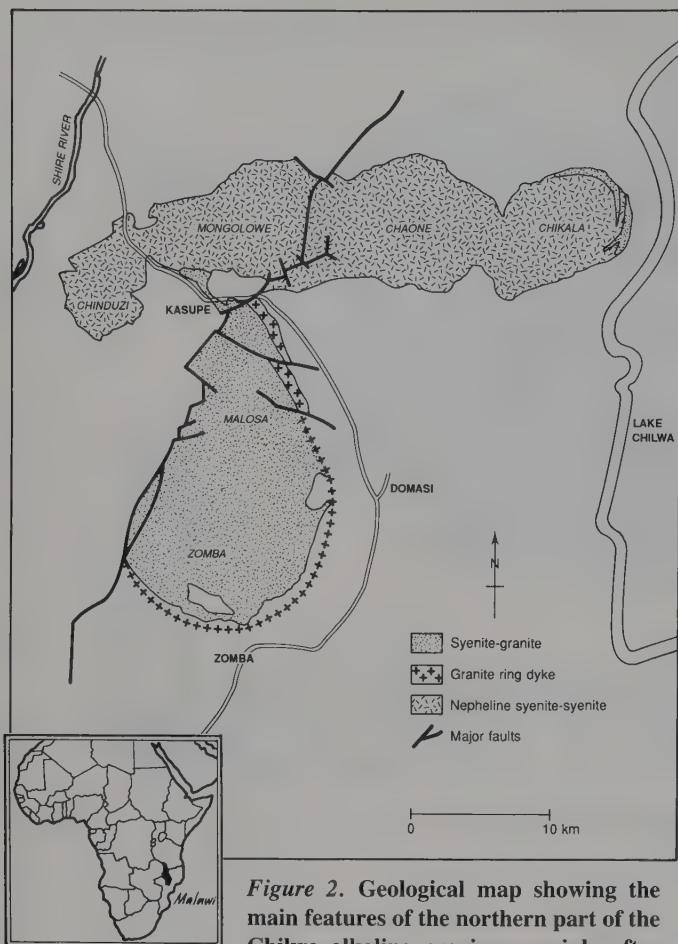 SHIRE RIVER
MONGOLOWE
CHAONE
CHIKALA
CHINDUZI
KASUPE
MALOSA
LAKE
CHILWA
DOMASI
ZOMBA
N
ZOMBA
Syenite-granite
Granite ring dyke
Nepheline syenite-syenite
Major faults
0 10 km
Malawi
Figure 2. Geological map showing the
main features of the northern part of the